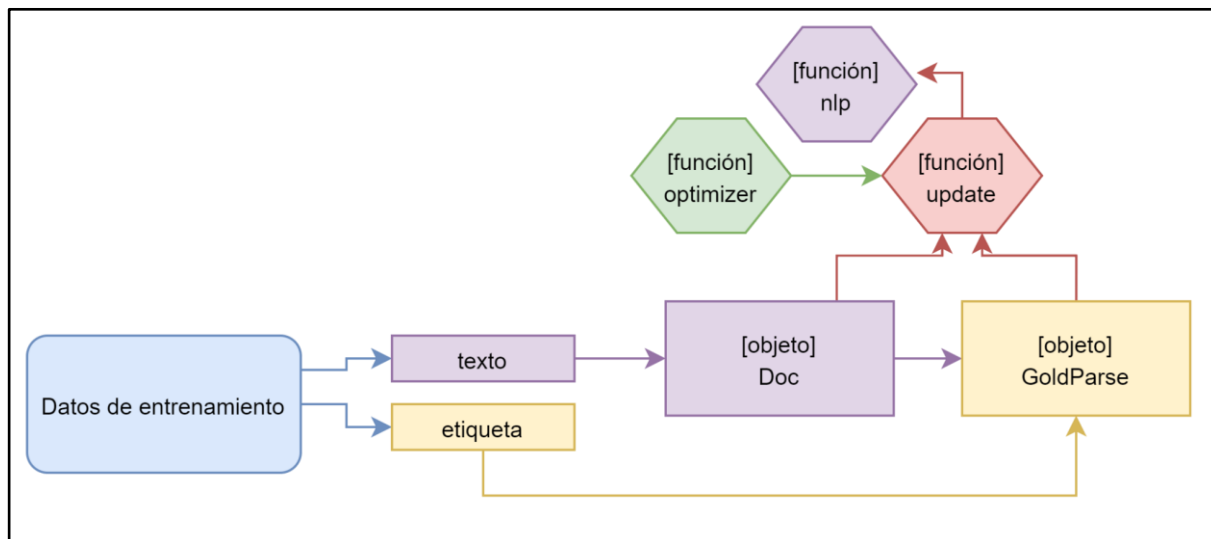 [función]
nlp
[función]
optimizer
[función]
update
Datos de entrenamiento
texto
etiqueta
[objeto]
Doc
[objeto]
GoldParse